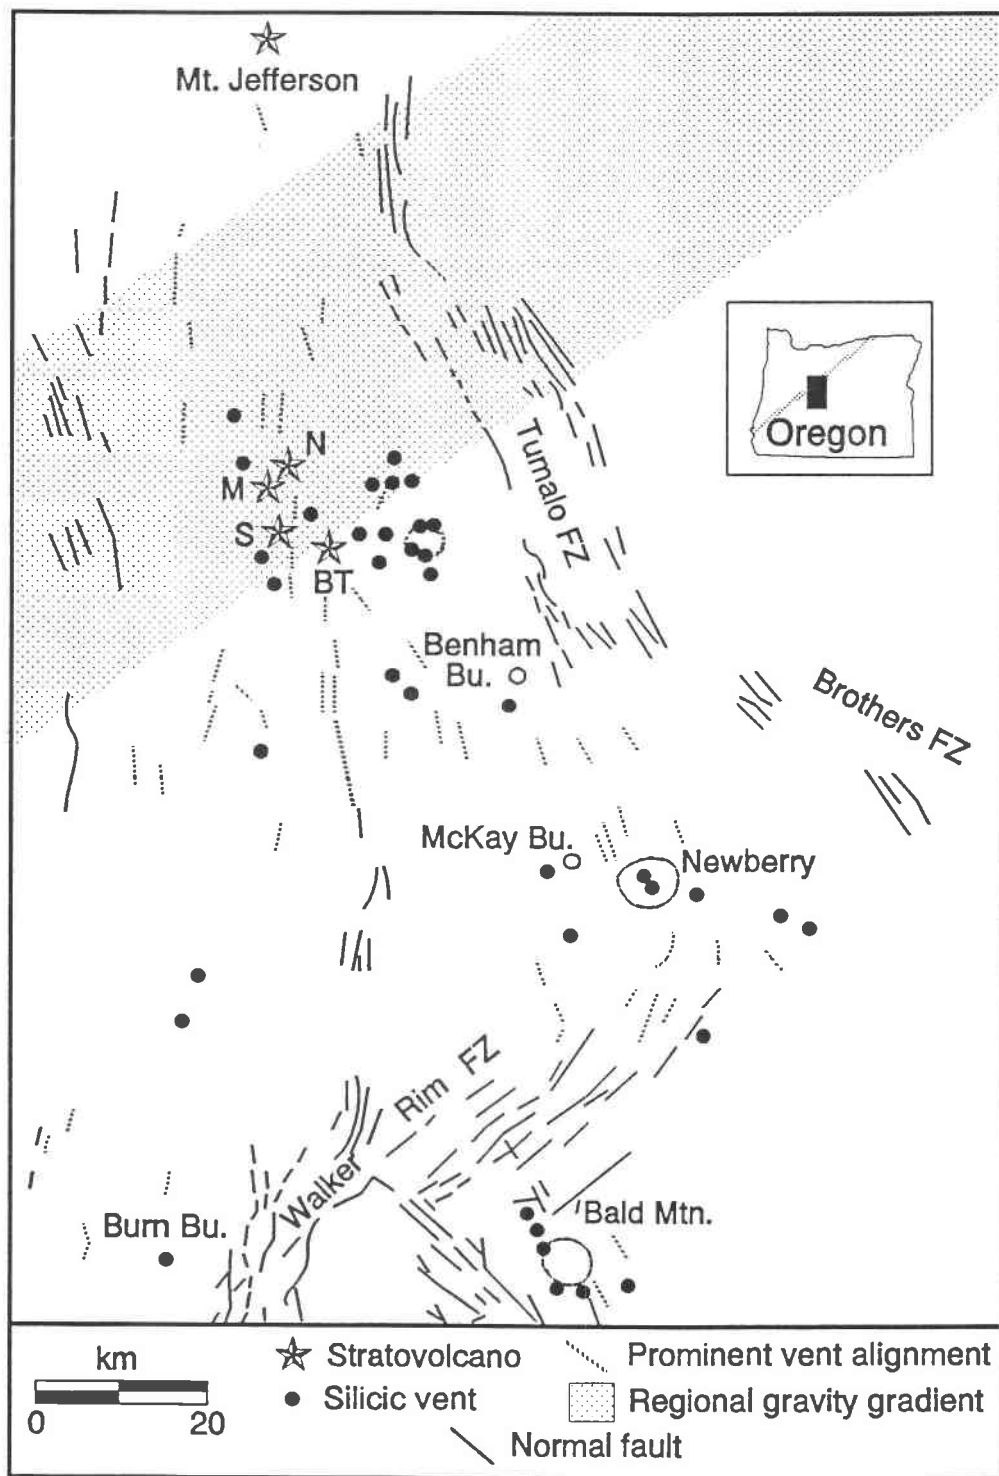 Mt. Jefferson
Oregon
N
M
S
BT
Tumalo FZ
Benham
Bu.
Brothers FZ
McKay Bu.
Newberry
Walker Rim FZ
Burn Bu.
Bald Mtn.
km
0 20
Stratovolcano
Silicic vent
Normal fault
Prominent vent alignment
Regional gravity gradient